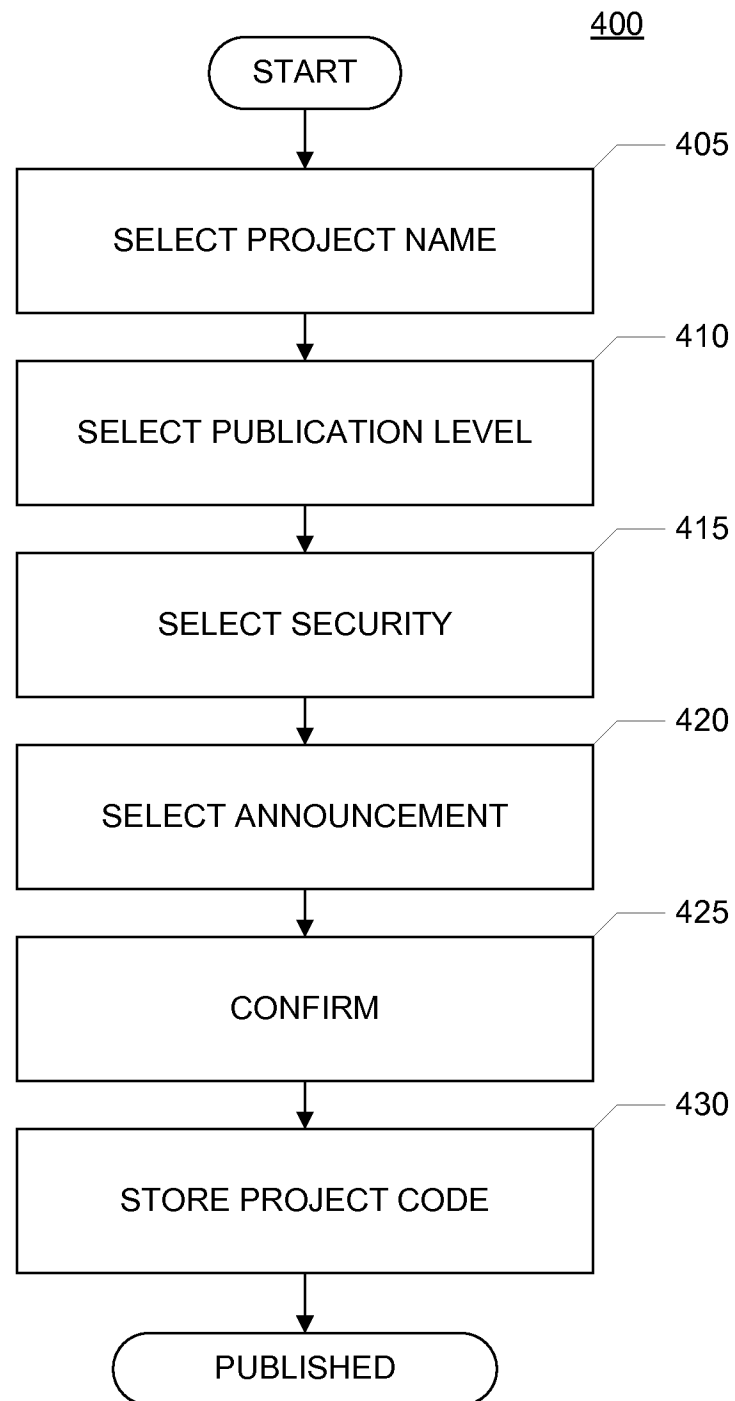 400
START
405
SELECT PROJECT NAME
410
SELECT PUBLICATION LEVEL
415
SELECT SECURITY
420
SELECT ANNOUNCEMENT
425
CONFIRM
430
STORE PROJECT CODE
PUBLISHED